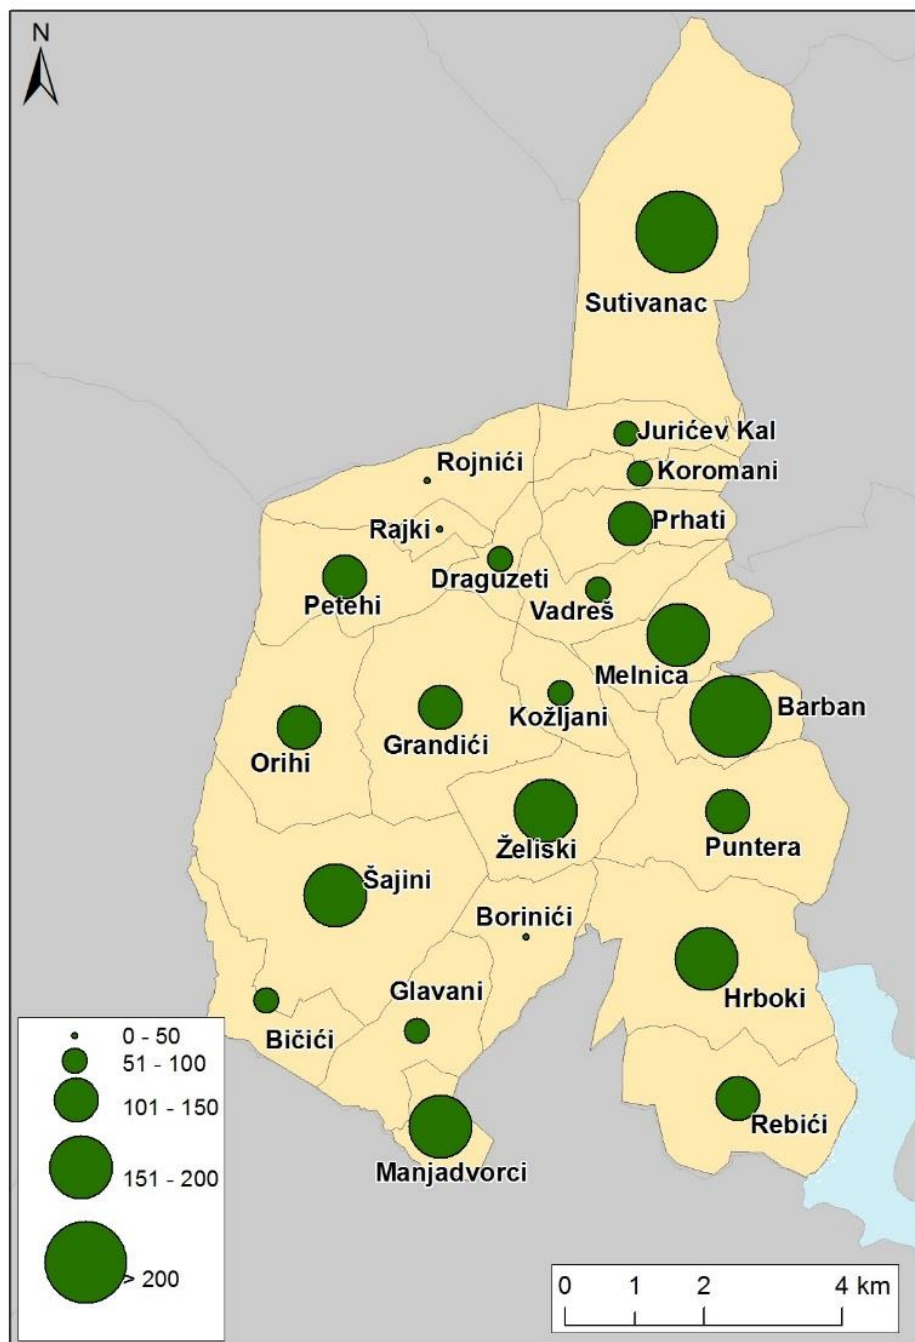 N
Sutivanac
Jurićev Kal
Rojnići
Koromani
Prhati
Rajki
Draguzeti
Petehi
Vadreš
Melnica
Barban
Kožljani
Grandići
Orihi
Puntera
Želiski
Šajini
Borinići
Glavani
Hrboki
Bičići
Rebići
Manjadvorci
0 - 50
51 - 100
101 - 150
151 - 200
> 200
0 1 2 4 km